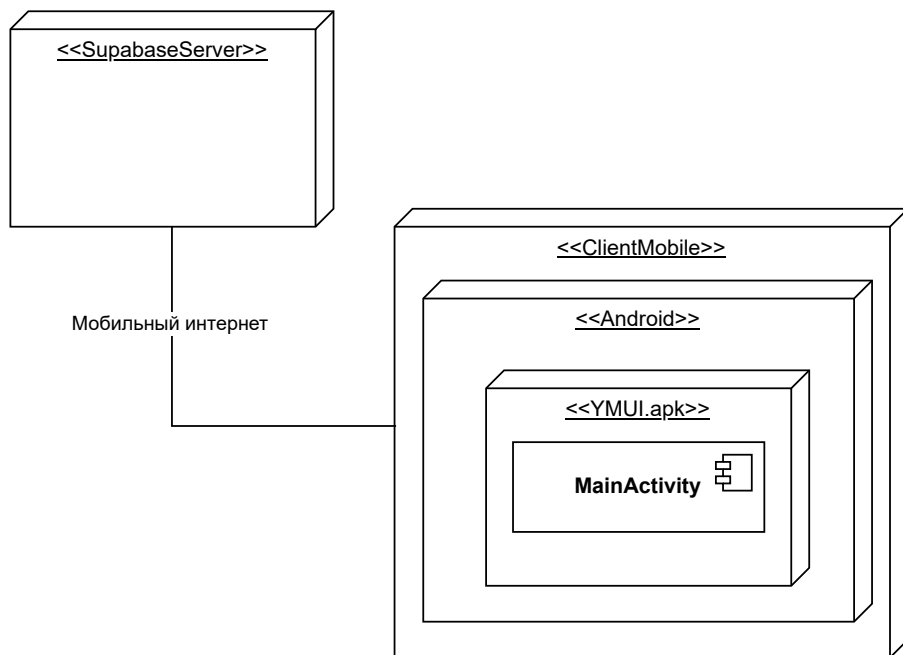 <<SupabaseServer>>
Мобильный интернет
<<ClientMobile>>
<<Android>>
<<YMUI.apk>>
MainActivity